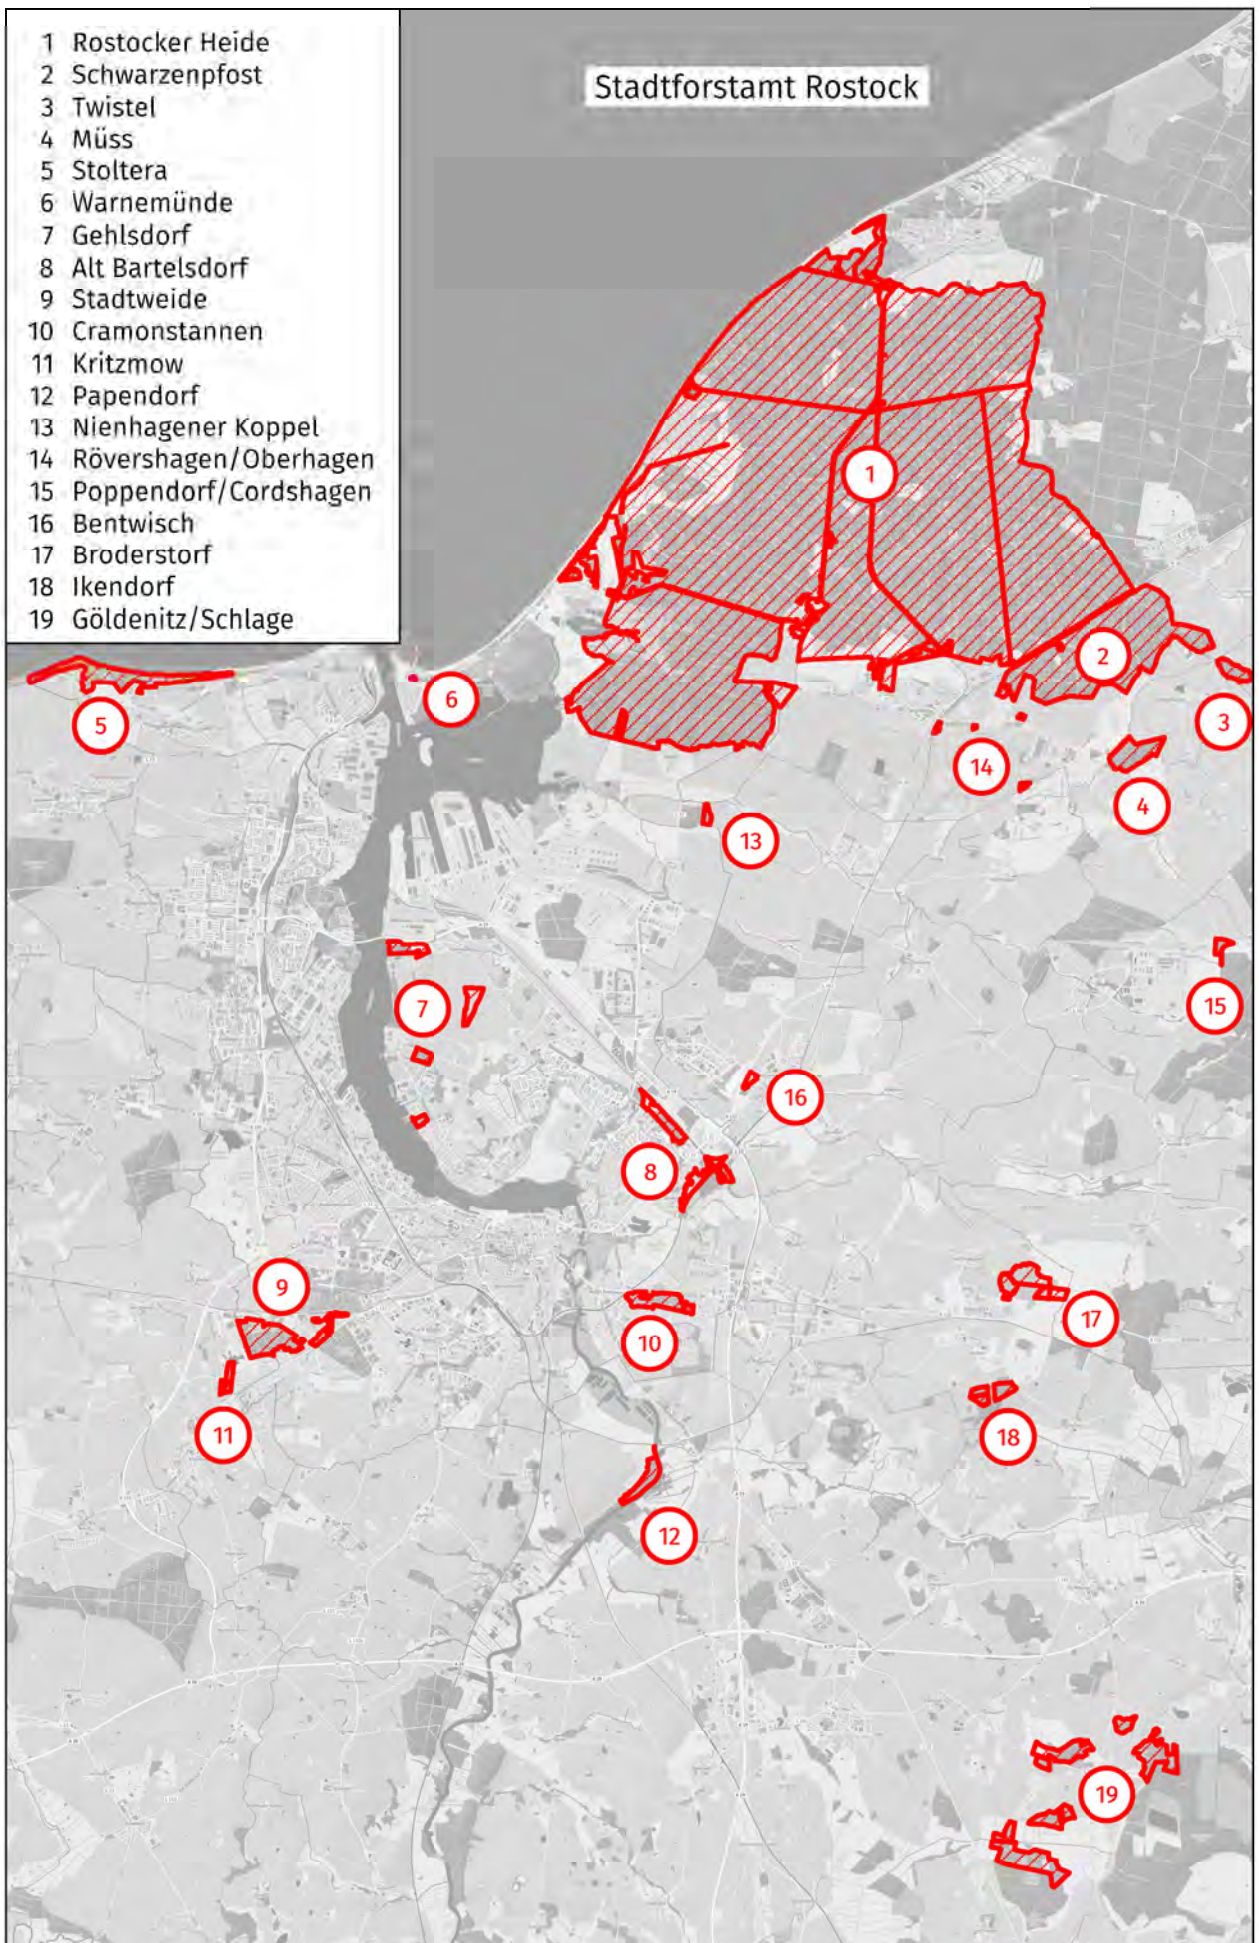 1 Rostocker Heide
2 Schwarzenpfost
3 Twistel
4 Müss
5 Stoltera
6 Warnemünde
7 Gehlsdorf
8 Alt Bartelsdorf
9 Stadtweide
10 Cramonstannen
11 Kritzmow
12 Papendorf
13 Nienhagener Koppel
14 Rövershagen/Oberhagen
15 Poppendorf/Cordshagen
16 Bentwisch
17 Broderstorf
18 Ikendorf
19 Göldenitz/Schlage
Stadtforstamt Rostock
1
2
3
4
5
6
7
8
9
10
11
12
13
14
15
16
17
18
19